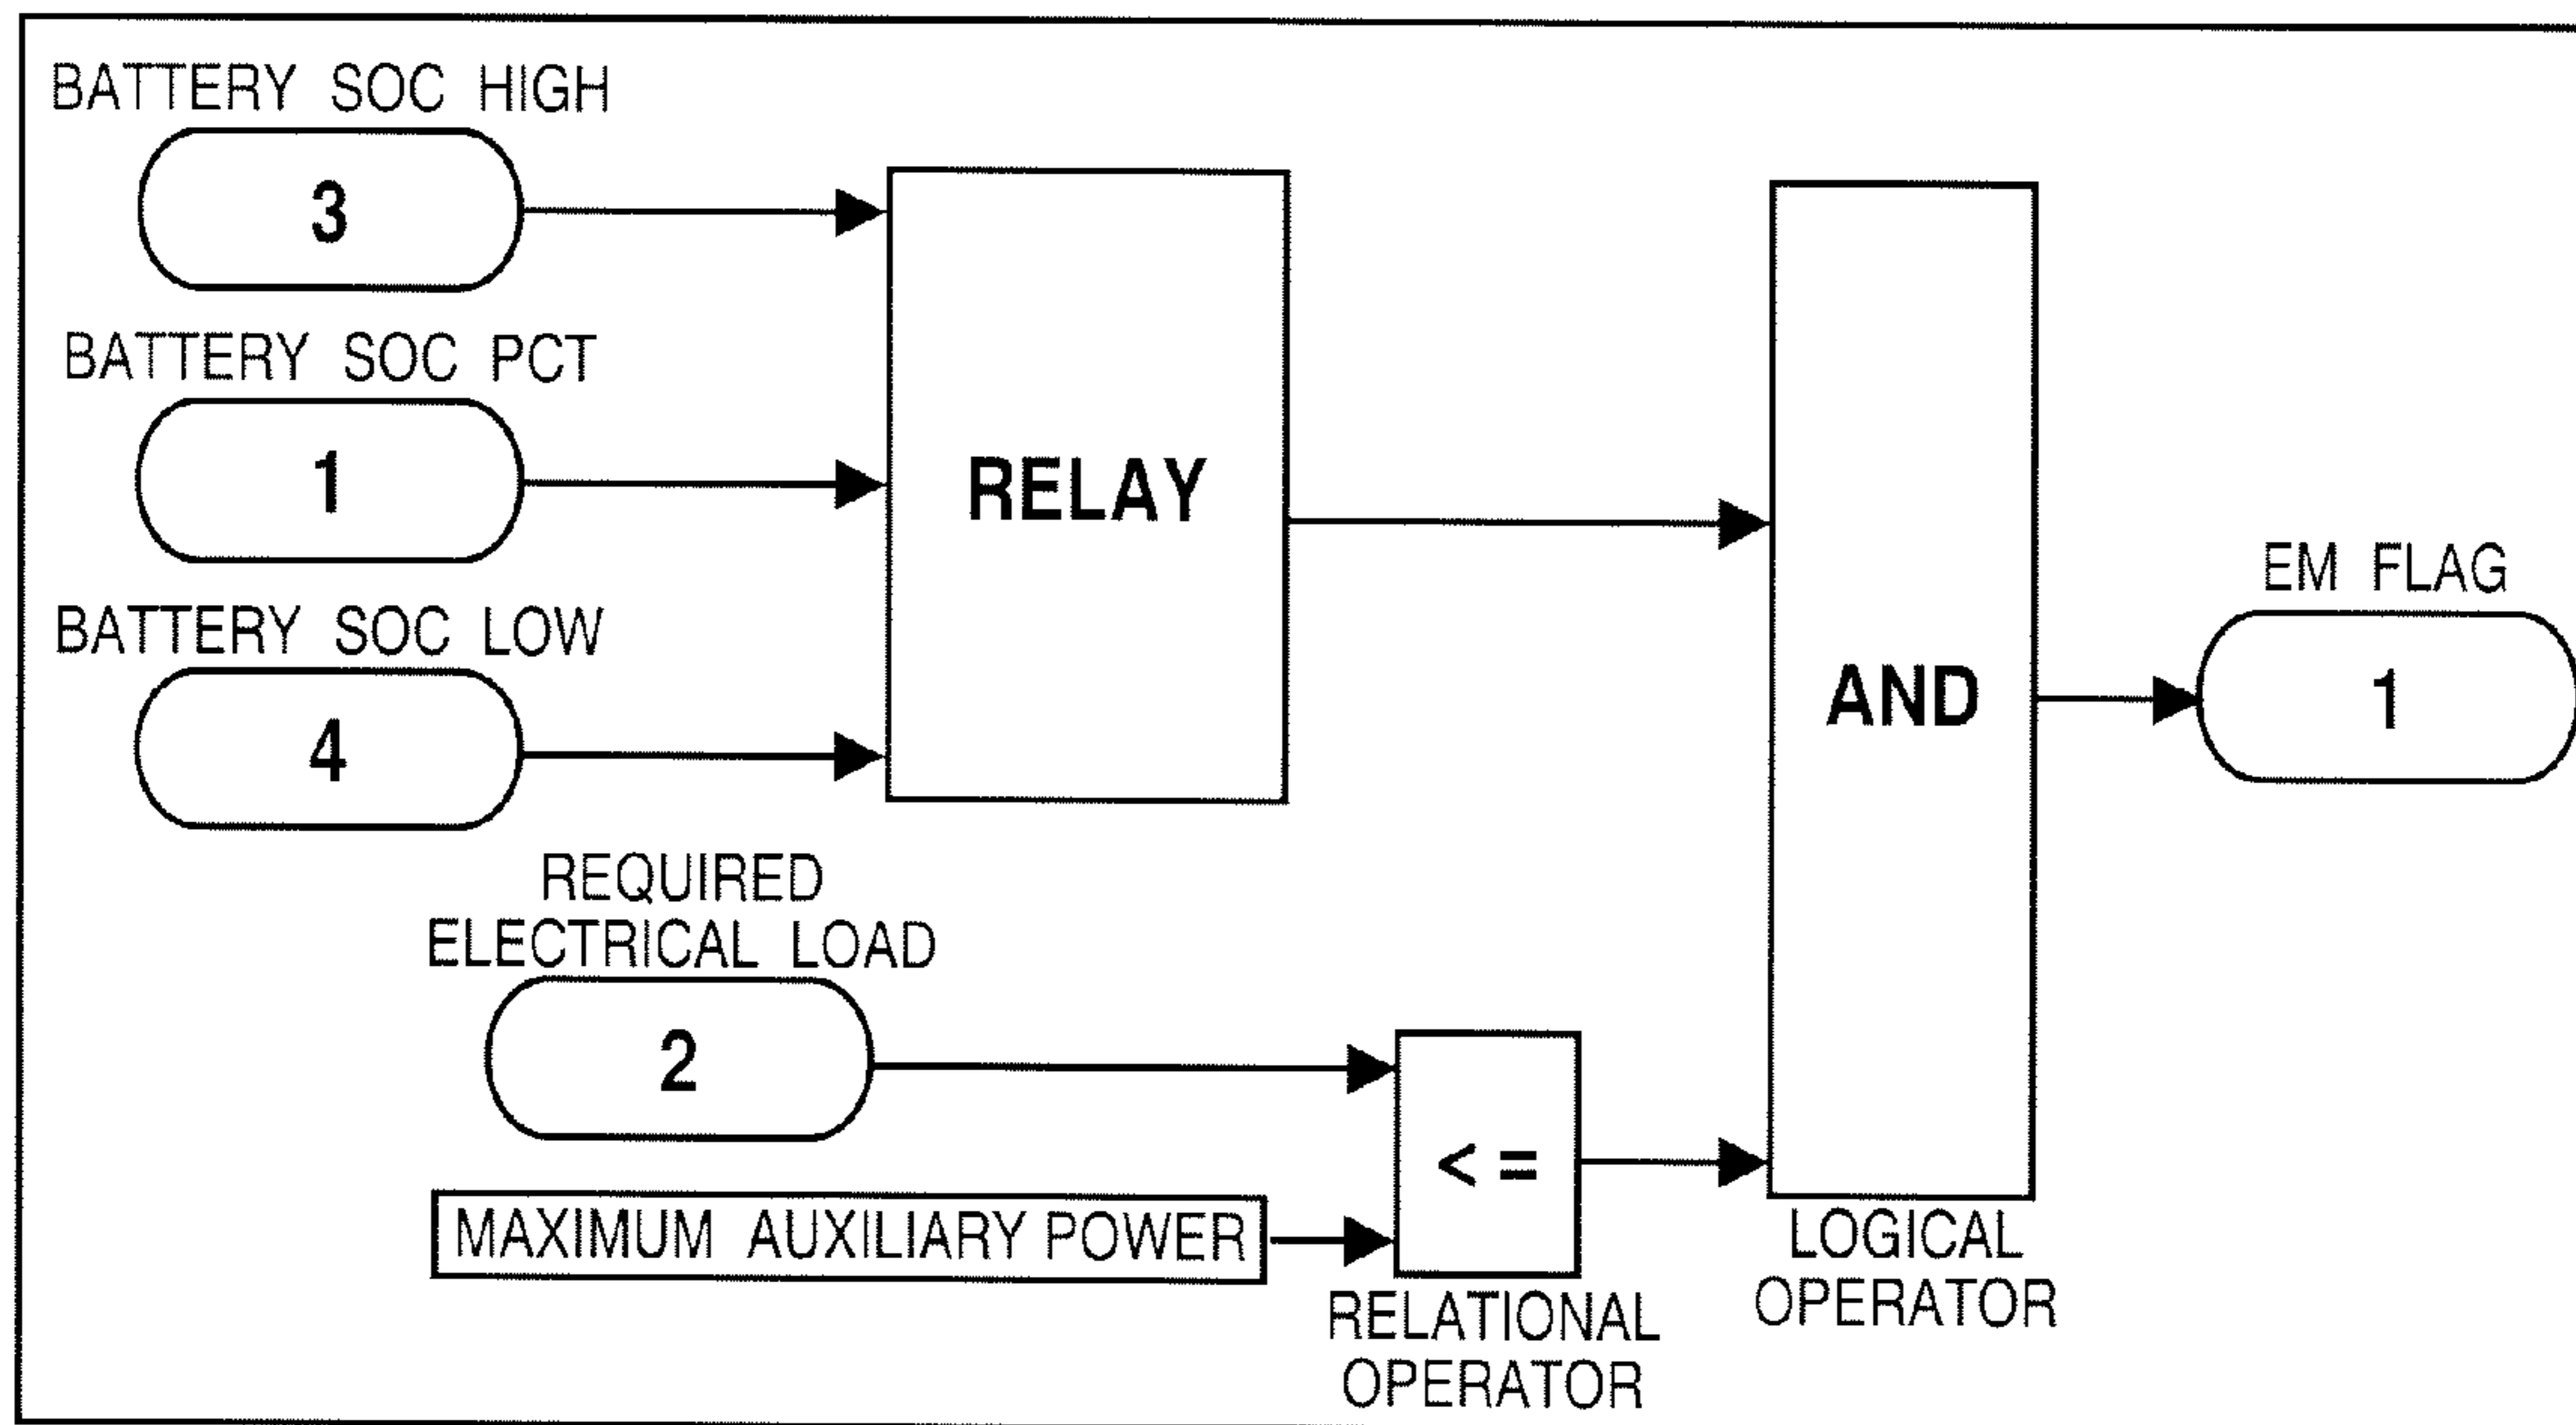 BATTERY SOC HIGH
3
BATTERY SOC PCT
1
RELAY
BATTERY SOC LOW
4
REQUIRED
ELECTRICAL LOAD
2
MAXIMUM AUXILIARY POWER
< =
RELATIONAL
OPERATOR
AND
LOGICAL
OPERATOR
EM FLAG
1